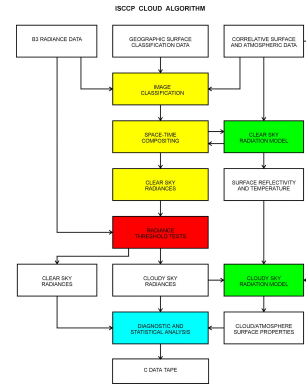 ISCCP CLOUD ALGORITHM
B3 RADIANCE DATA
GEOGRAPHIC SURFACE
CLASSIFICATION DATA
CORRELATIVE SURFACE
AND ATMOSPHERIC DATA
IMAGE
CLASSIFICATION
SPACE-TIME
COMPOSITING
CLEAR SKY
RADIATION MODEL
CLEAR SKY
RADIANCES
SURFACE REFLECTIVITY
AND TEMPERATURE
RADIANCE
THRESHOLD TESTS
CLEAR SKY
RADIANCES
CLOUDY SKY
RADIANCES
CLOUDY SKY
RADIATION MODEL
DIAGNOSTIC AND
STATISTICAL ANALYSIS
CLOUD/ATMOSPHERE
SURFACE PROPERTIES
C DATA TAPE